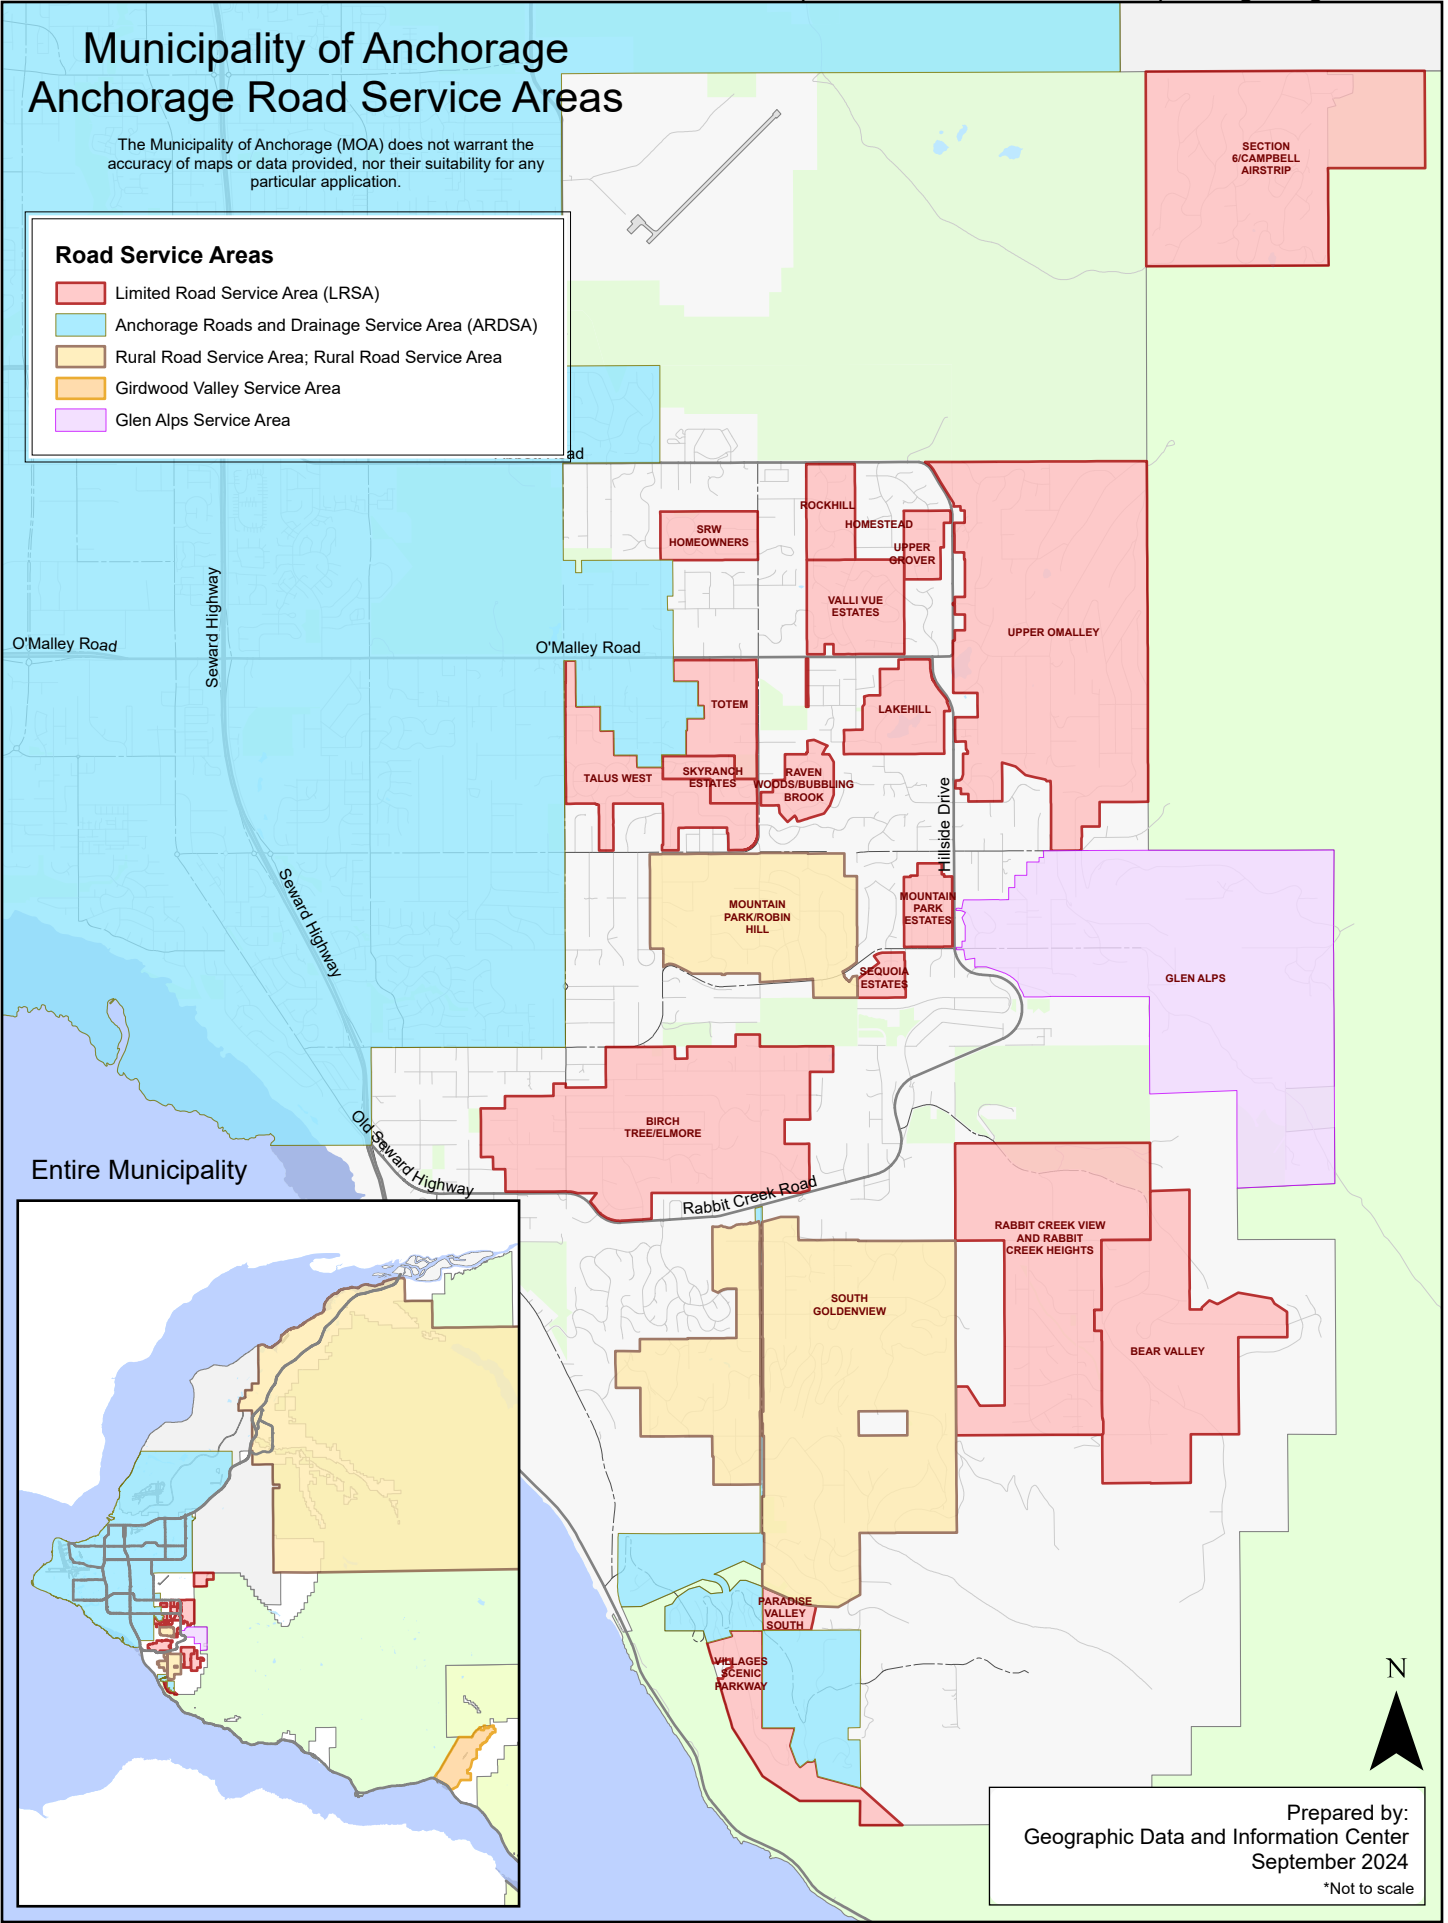 Municipality of Anchorage
Anchorage Road Service Areas
The Municipality of Anchorage (MOA) does not warrant the
accuracy of maps or data provided, nor their suitability for any
particular application.
Road Service Areas
Limited Road Service Area (LRSA)
Anchorage Roads and Drainage Service Area (ARDSA)
Rural Road Service Area; Rural Road Service Area
Girdwood Valley Service Area
Glen Alps Service Area
SECTION
6/CAMPBELL
AIRSTRIP
ROCKHILL
HOMESTEAD
SRW
HOMEOWNERS
UPPER
GROVER
VALLI VUE
ESTATES
UPPER OMALLEY
Seward Highway
O'Malley Road
O'Malley Road
TOTEM
LAKEHILL
TALUS WEST
SKYRANCH
ESTATES
RAVEN
WOODS/BUBBLING
BROOK
Hillside Drive
Seward Highway
MOUNTAIN
PARK/ROBIN
HILL
MOUNTAIN
PARK
ESTATES
SEQUOIA
ESTATES
GLEN ALPS
BIRCH
TREE/ELMORE
Old Seward Highway
Rabbit Creek Road
Entire Municipality
RABBIT CREEK VIEW
AND RABBIT
CREEK HEIGHTS
SOUTH
GOLDENVIEW
BEAR VALLEY
PARADISE
VALLEY
SOUTH
VILLAGES
SCENIC
PARKWAY
N
Prepared by:
Geographic Data and Information Center
September 2024
*Not to scale